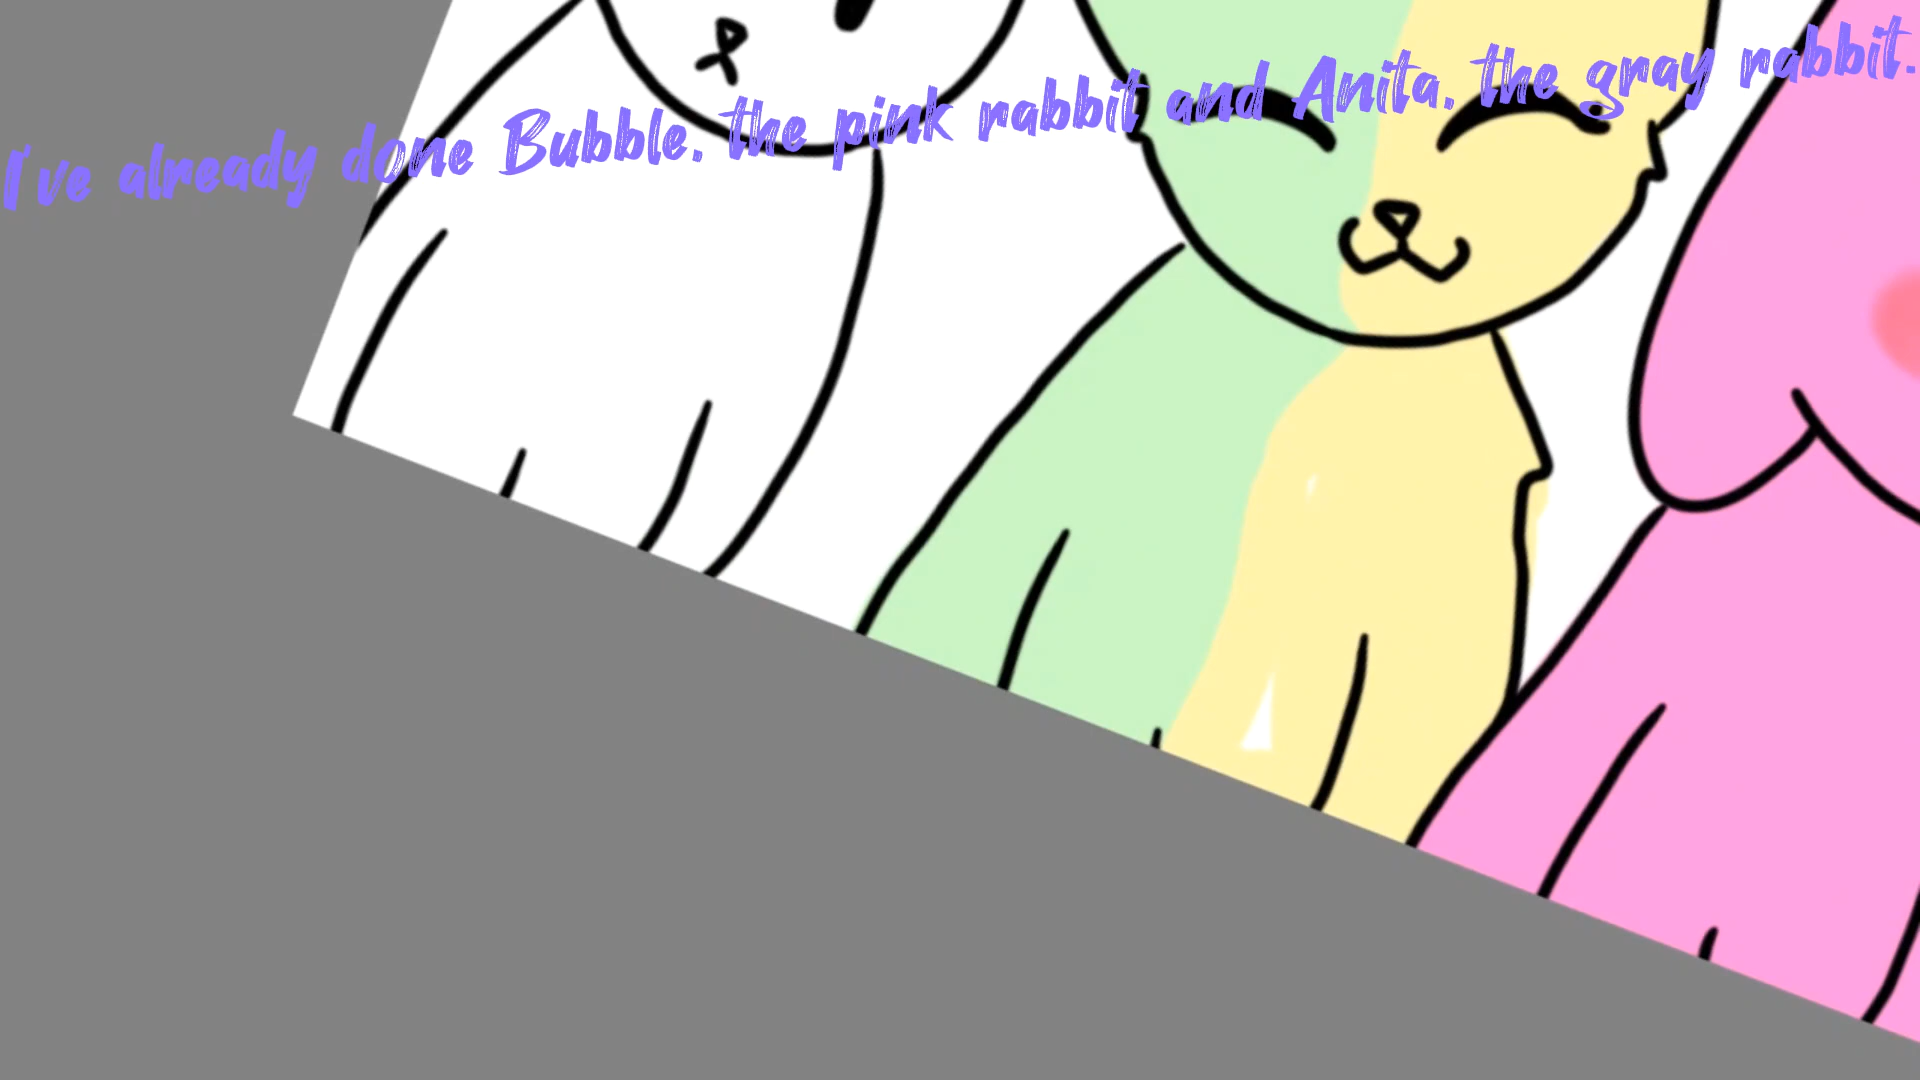 I've already done Bubble. the pink rabbit and Anita. the gray rabbit.